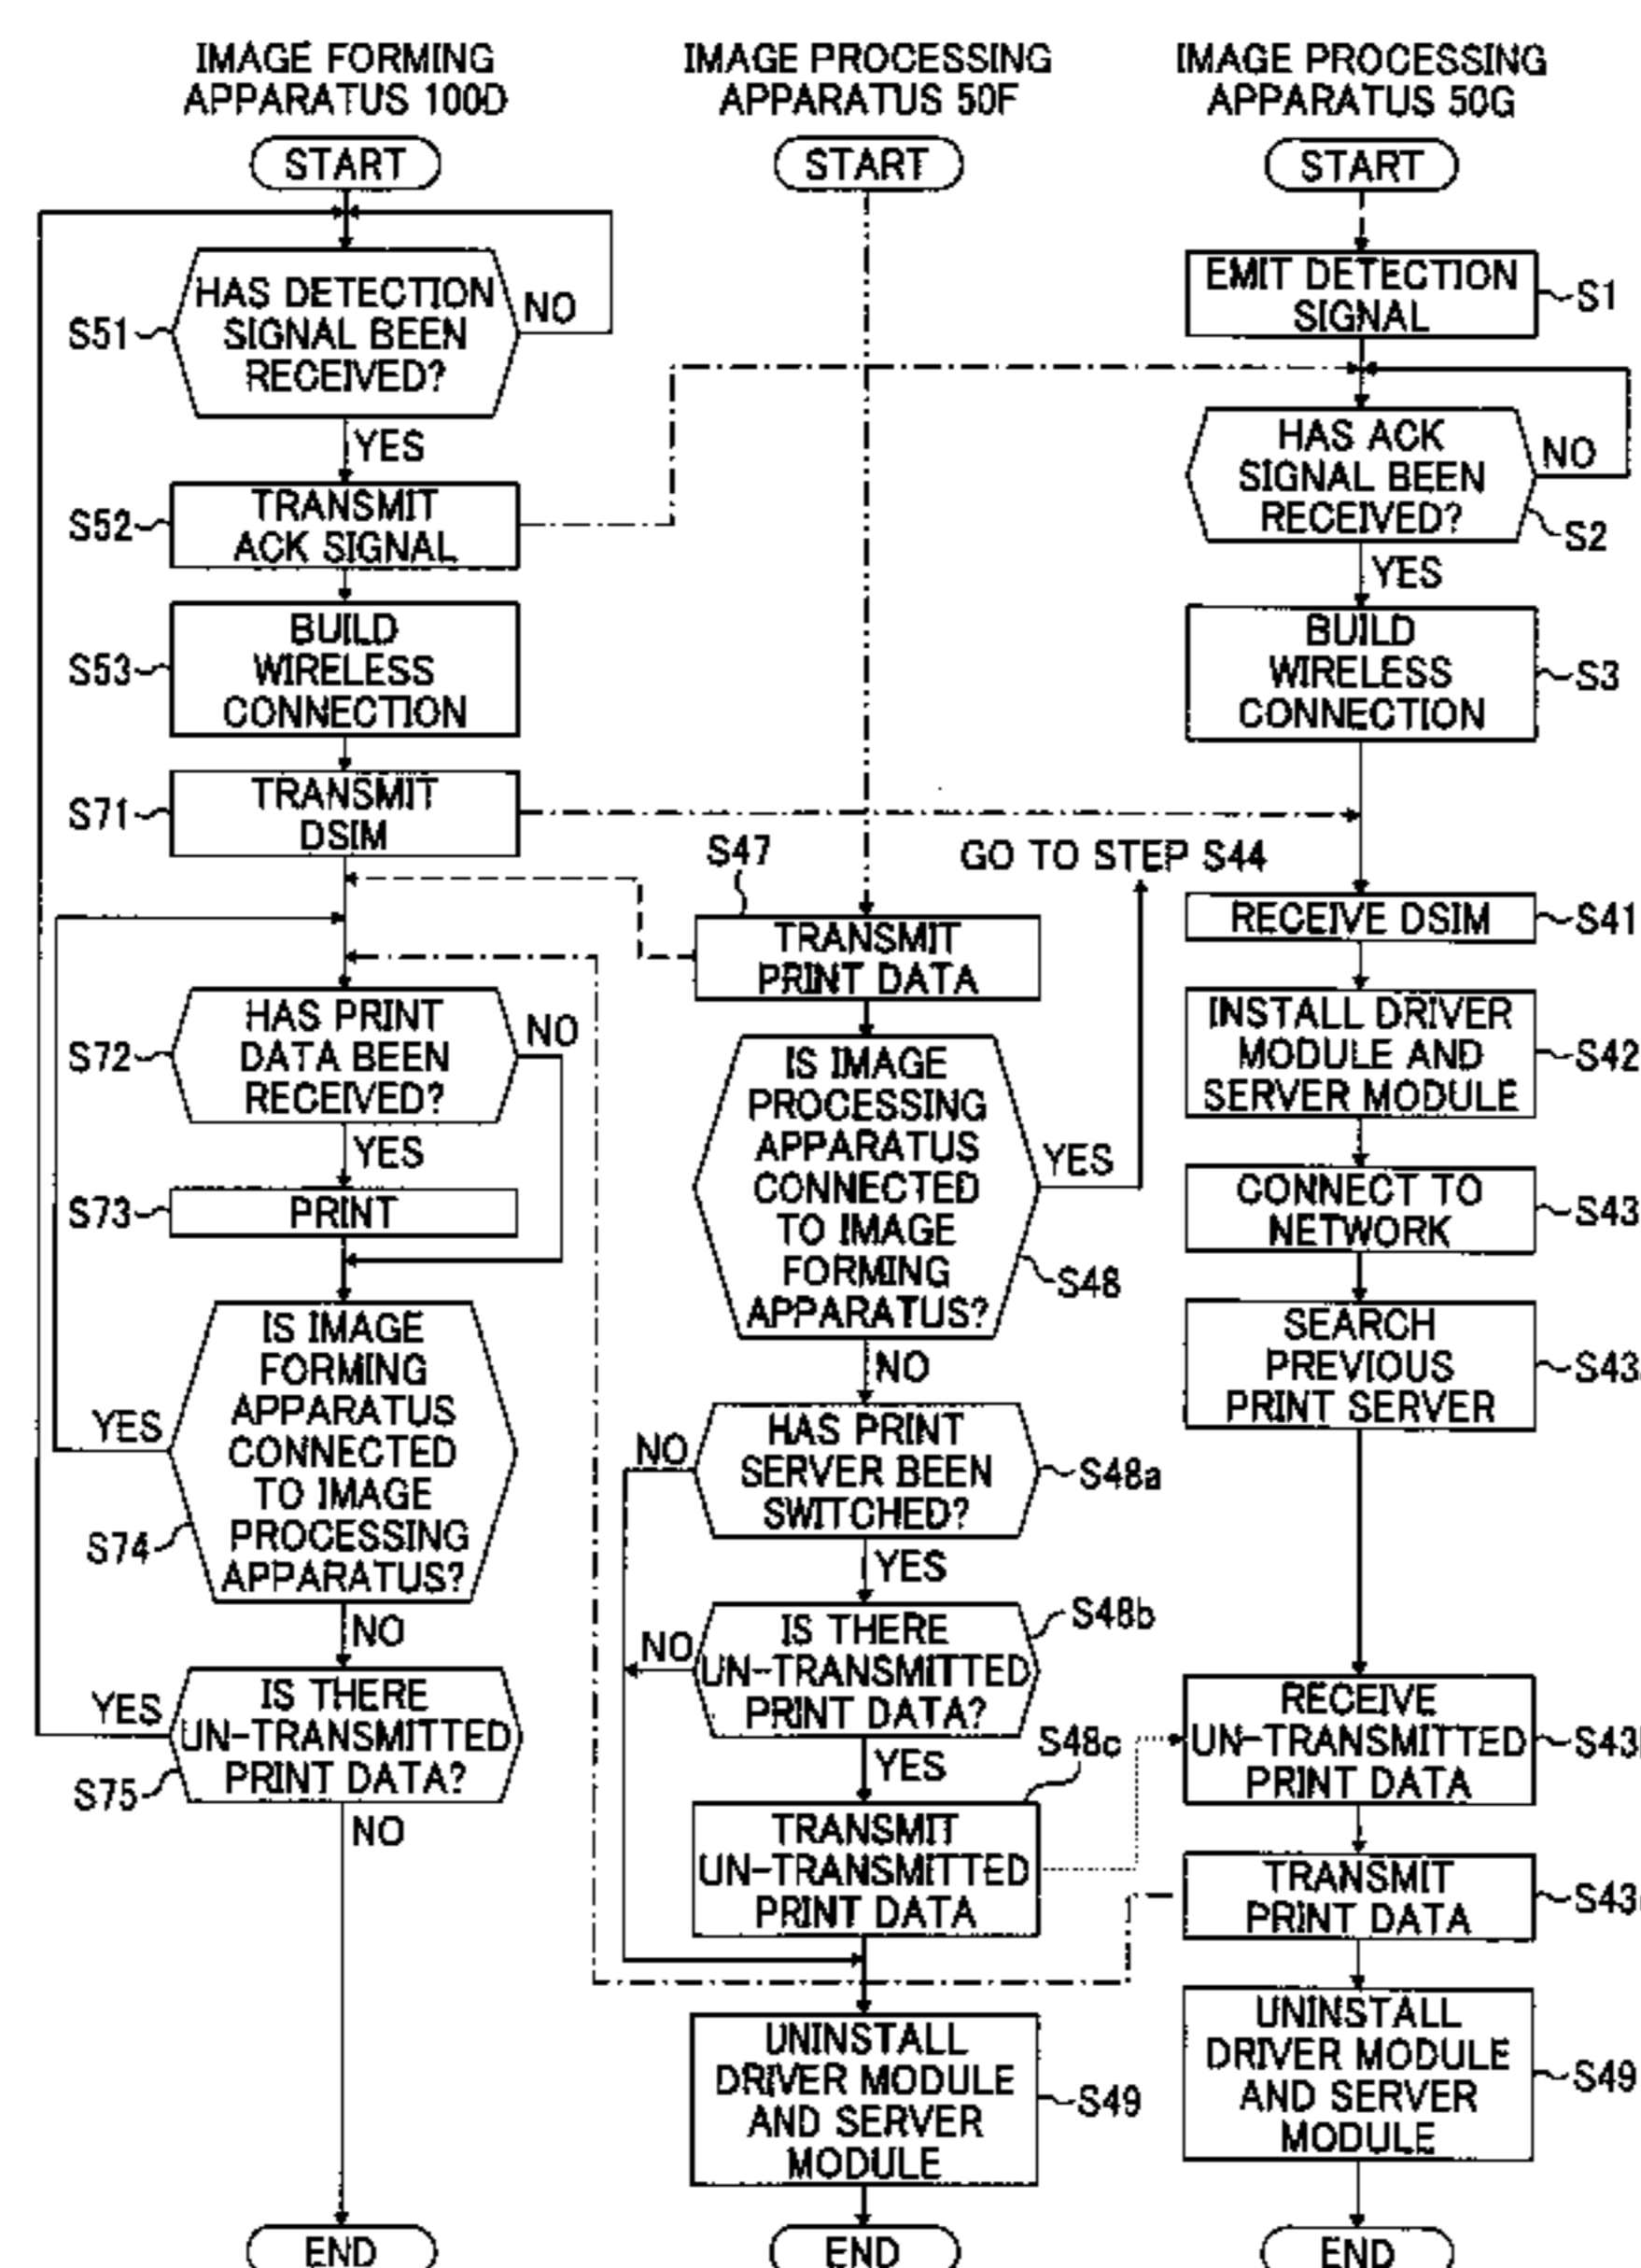 IMAGE FORMING
APPARATUS 100D
START
HAS DETECTION
SIGNAL BEEN
RECEIVED?
NO
S51
YES
TRANSMIT
ACK SIGNAL
S52
BUILD
WIRELESS
CONNECTION
S53
TRANSMIT
DSIM
S71
HAS PRINT
DATA BEEN
RECEIVED?
NO
S72
YES
PRINT
S73
IS IMAGE
FORMING
APPARATUS
CONNECTED
TO IMAGE
PROCESSING
APPARATUS?
YES
S74
NO
IS THERE
UN-TRANSMITTED
PRINT DATA?
YES
S75
NO
END
IMAGE PROCESSING
APPARATUS 50F
START
S47
TRANSMIT
PRINT DATA
GO TO STEP S44
IS IMAGE
PROCESSING
APPARATUS
CONNECTED
TO IMAGE
FORMING
APPARATUS?
YES
S48
NO
HAS PRINT
SERVER BEEN
SWITCHED?
NO
S48a
YES
IS THERE
UN-TRANSMITTED
PRINT DATA?
NO
S48b
YES
S48c
TRANSMIT
UN-TRANSMITTED
PRINT DATA
UNINSTALL
DRIVER MODULE
AND SERVER
MODULE
S49
END
IMAGE PROCESSING
APPARATUS 50G
START
EMIT DETECTION
SIGNAL
S1
HAS ACK
SIGNAL BEEN
RECEIVED?
NO
S2
YES
BUILD
WIRELESS
CONNECTION
S3
RECEIVE DSIM
S41
INSTALL DRIVER
MODULE AND
SERVER MODULE
S42
CONNECT TO
NETWORK
S43
SEARCH
PREVIOUS
PRINT SERVER
RECEIVE
UN-TRANSMITTED
PRINT DATA
TRANSMIT
PRINT DATA
UNINSTALL
DRIVER MODULE
AND SERVER
MODULE
S49
END